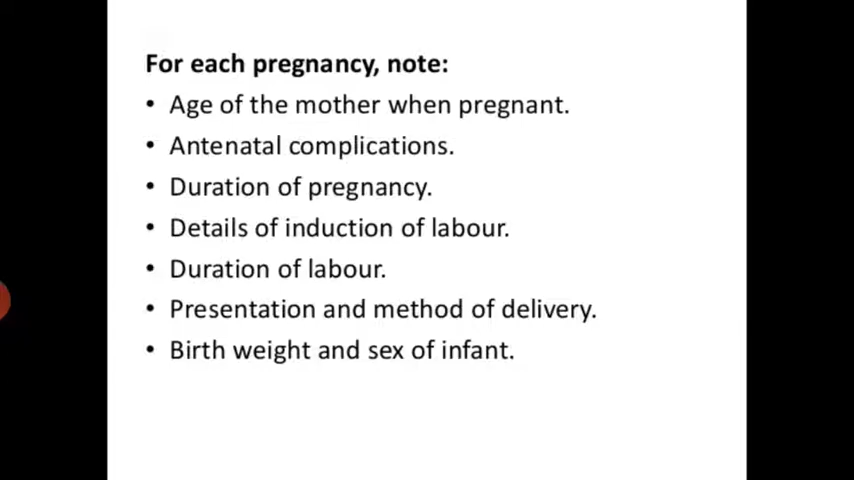 For each pregnancy, note:
• Age of the mother when pregnant.
• Antenatal complications.
• Duration of pregnancy.
• Details of induction of labour.
• Duration of labour.
• Presentation and method of delivery.
• Birth weight and sex of infant.